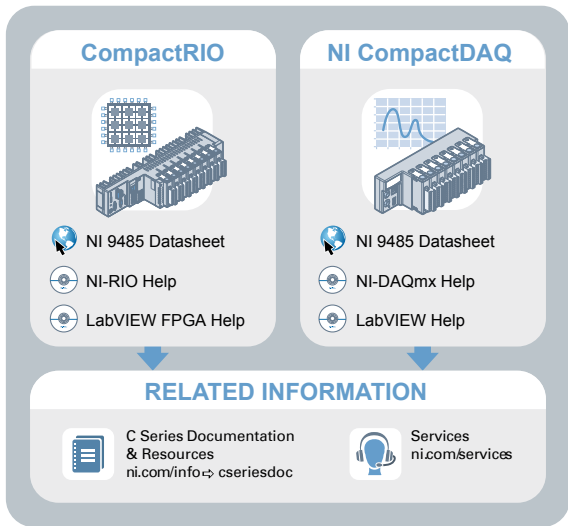 CompactRIO
NI 9485 Datasheet
NI-RIO Help
LabVIEW FPGA Help
NI CompactDAQ
NI 9485 Datasheet
NI-DAQmx Help
LabVIEW Help
RELATED INFORMATION
C Series Documentation
& Resources
ni.com/info⇨ cseriesdoc
Services
ni.com/services